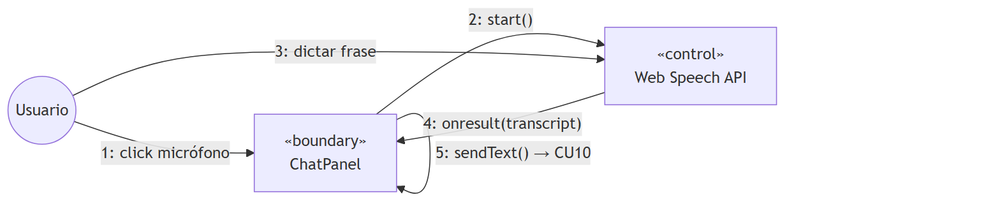 2: start()
«control»
Web Speech API
3: dictar frase
Usuario
4: onresult(transcript)
«boundary»
ChatPanel
1: click micrófono
5: sendText() → CU10